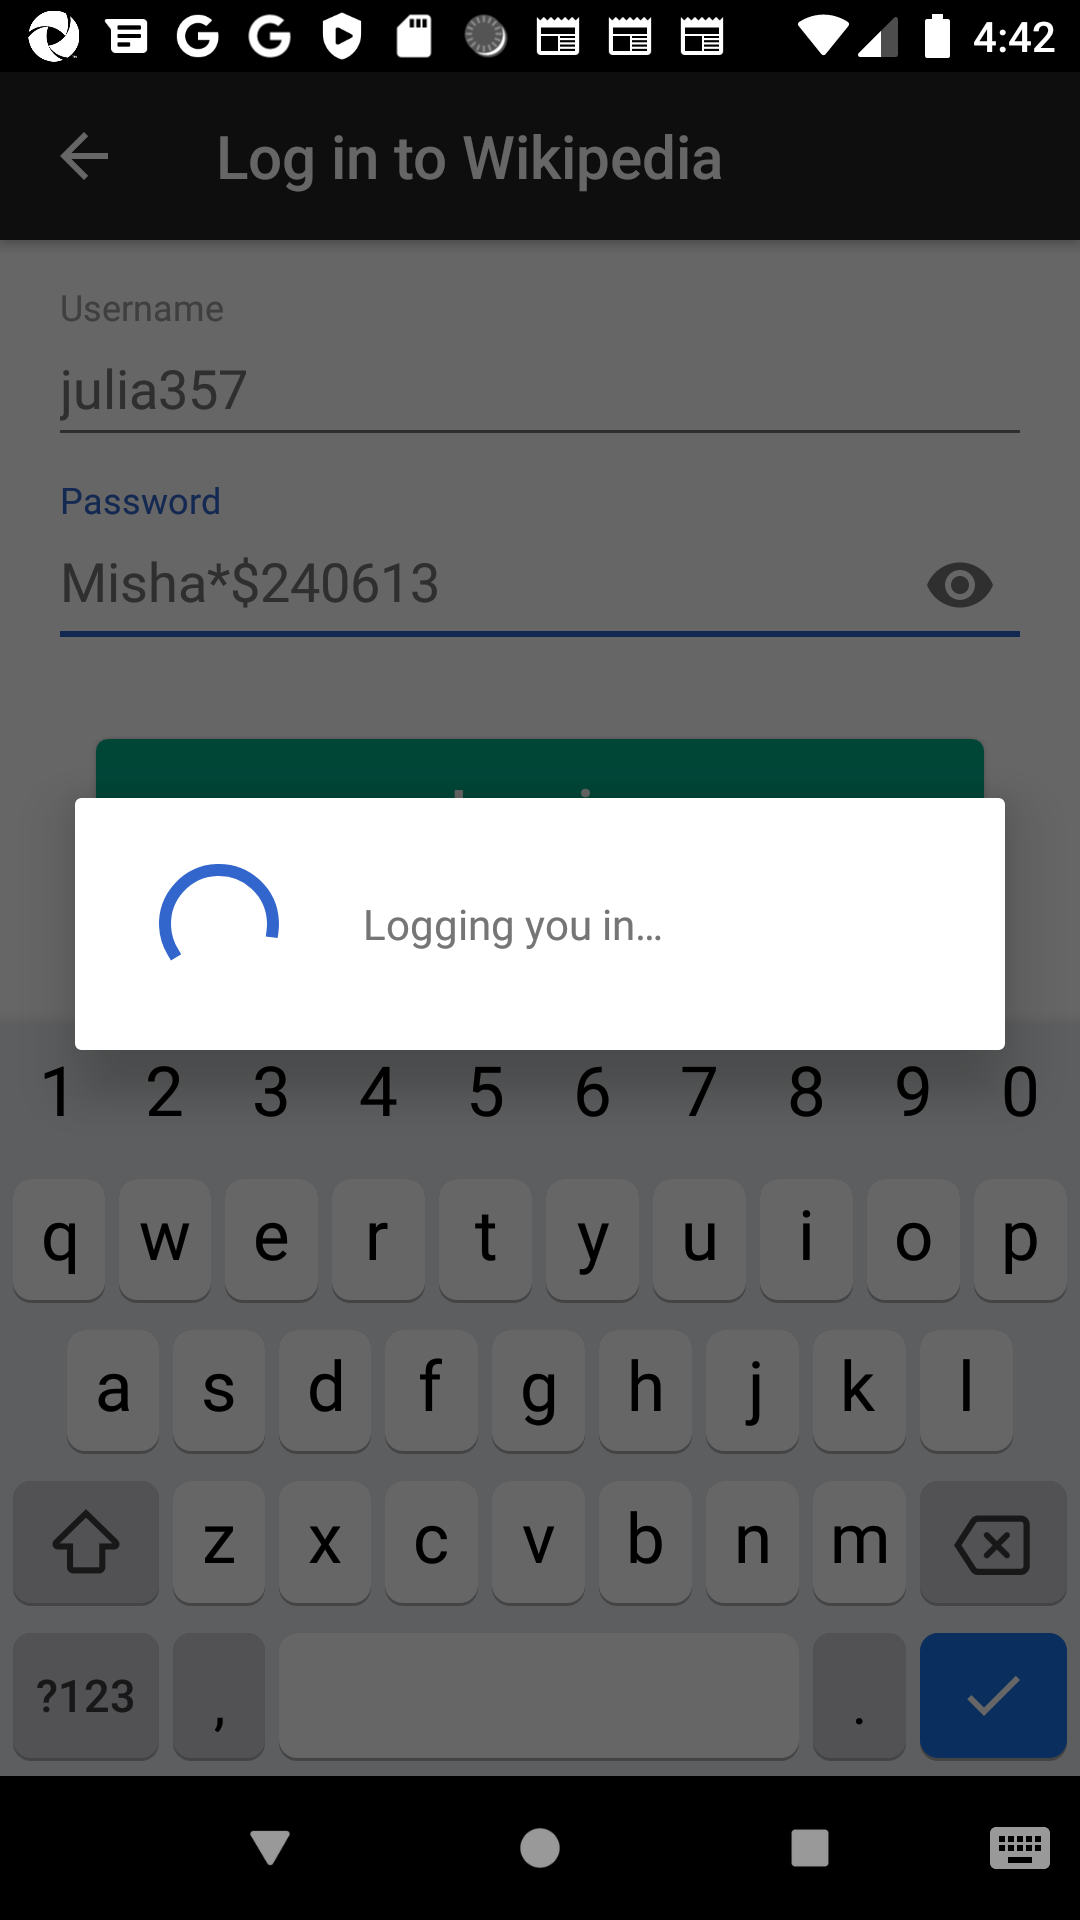 4:42
Log in to Wikipedia
Username
julia357
Password
Misha*$240613
Logging you in…
1 2 3 4 5 6 7 8 9 0
q w e r t y u i o p
a s d f g h j k l
z x c v b n m
?123 , .